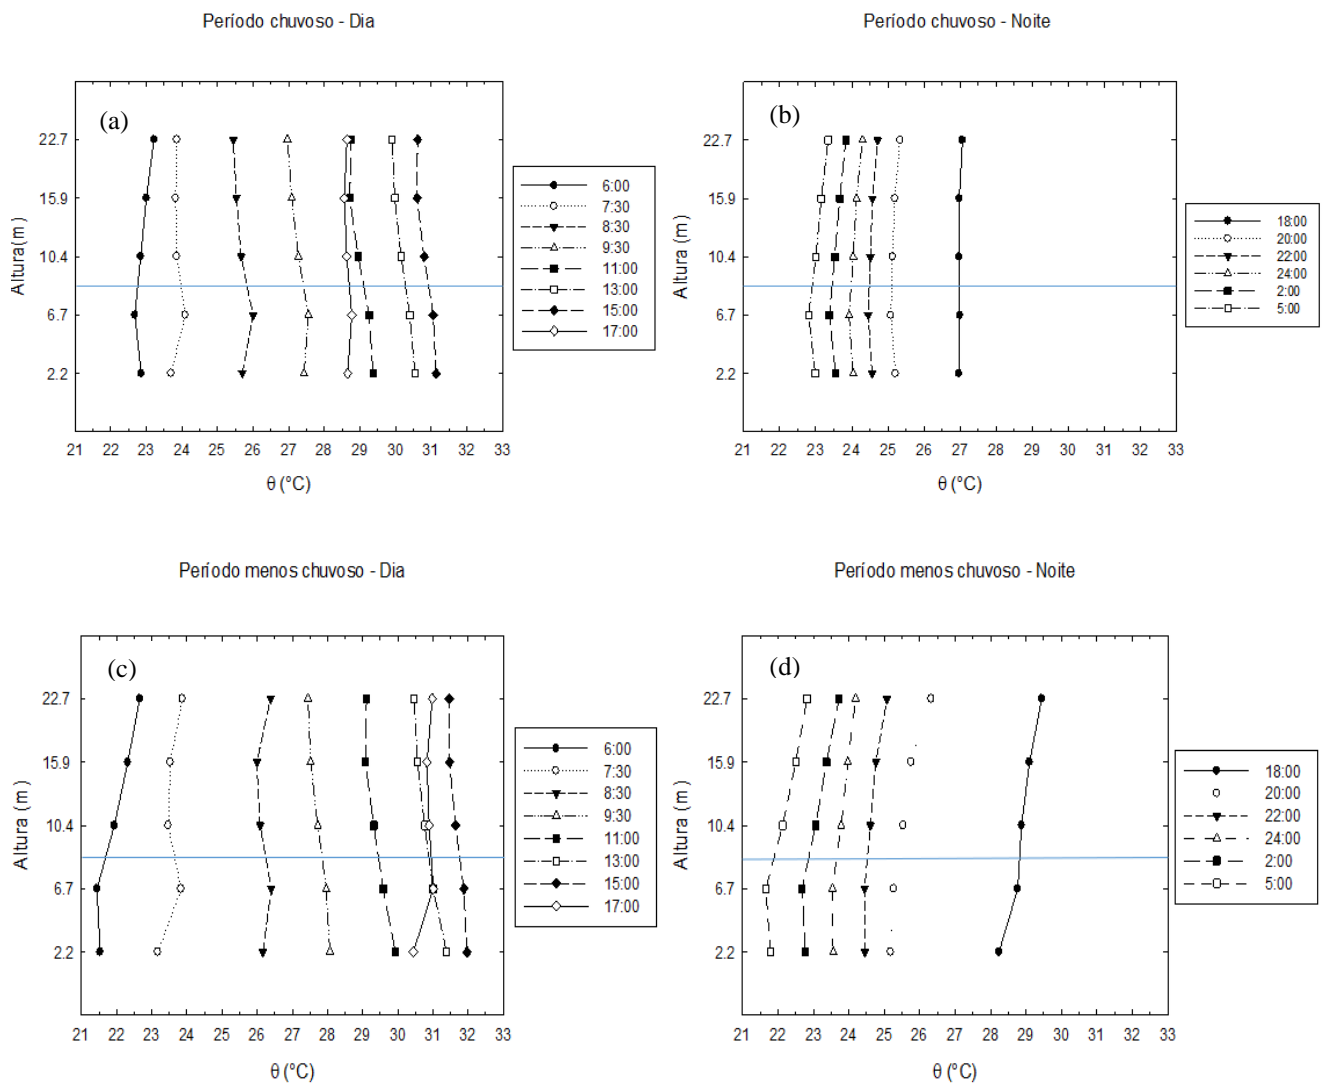 Período chuvoso - Dia
(a)
Altura(m )
22.7
15.9
10.4
6.7
2.2
21 22 23 24 25 26 27 28 29 30 31 32 33
θ (°C)
6:00
7:30
8:30
9:30
11:00
13:00
15:00
17:00
Período chuvoso - Noite
(b)
Altura (m )
22.7
15.9
10.4
6.7
2.2
21 22 23 24 25 26 27 28 29 30 31 32 33
θ (°C)
18:00
20:00
22:00
24:00
2:00
5:00
Período menos chuvoso - Dia
(c)
Altura (m )
22.7
15.9
10.4
6.7
2.2
21 22 23 24 25 26 27 28 29 30 31 32 33
θ (°C)
6:00
7:30
8:30
9:30
11:00
13:00
15:00
17:00
Período menos chuvoso - Noite
(d)
Altura (m )
22.7
15.9
10.4
6.7
2.2
21 22 23 24 25 26 27 28 29 30 31 32 33
θ (°C)
18:00
20:00
22:00
24:00
2:00
5:00